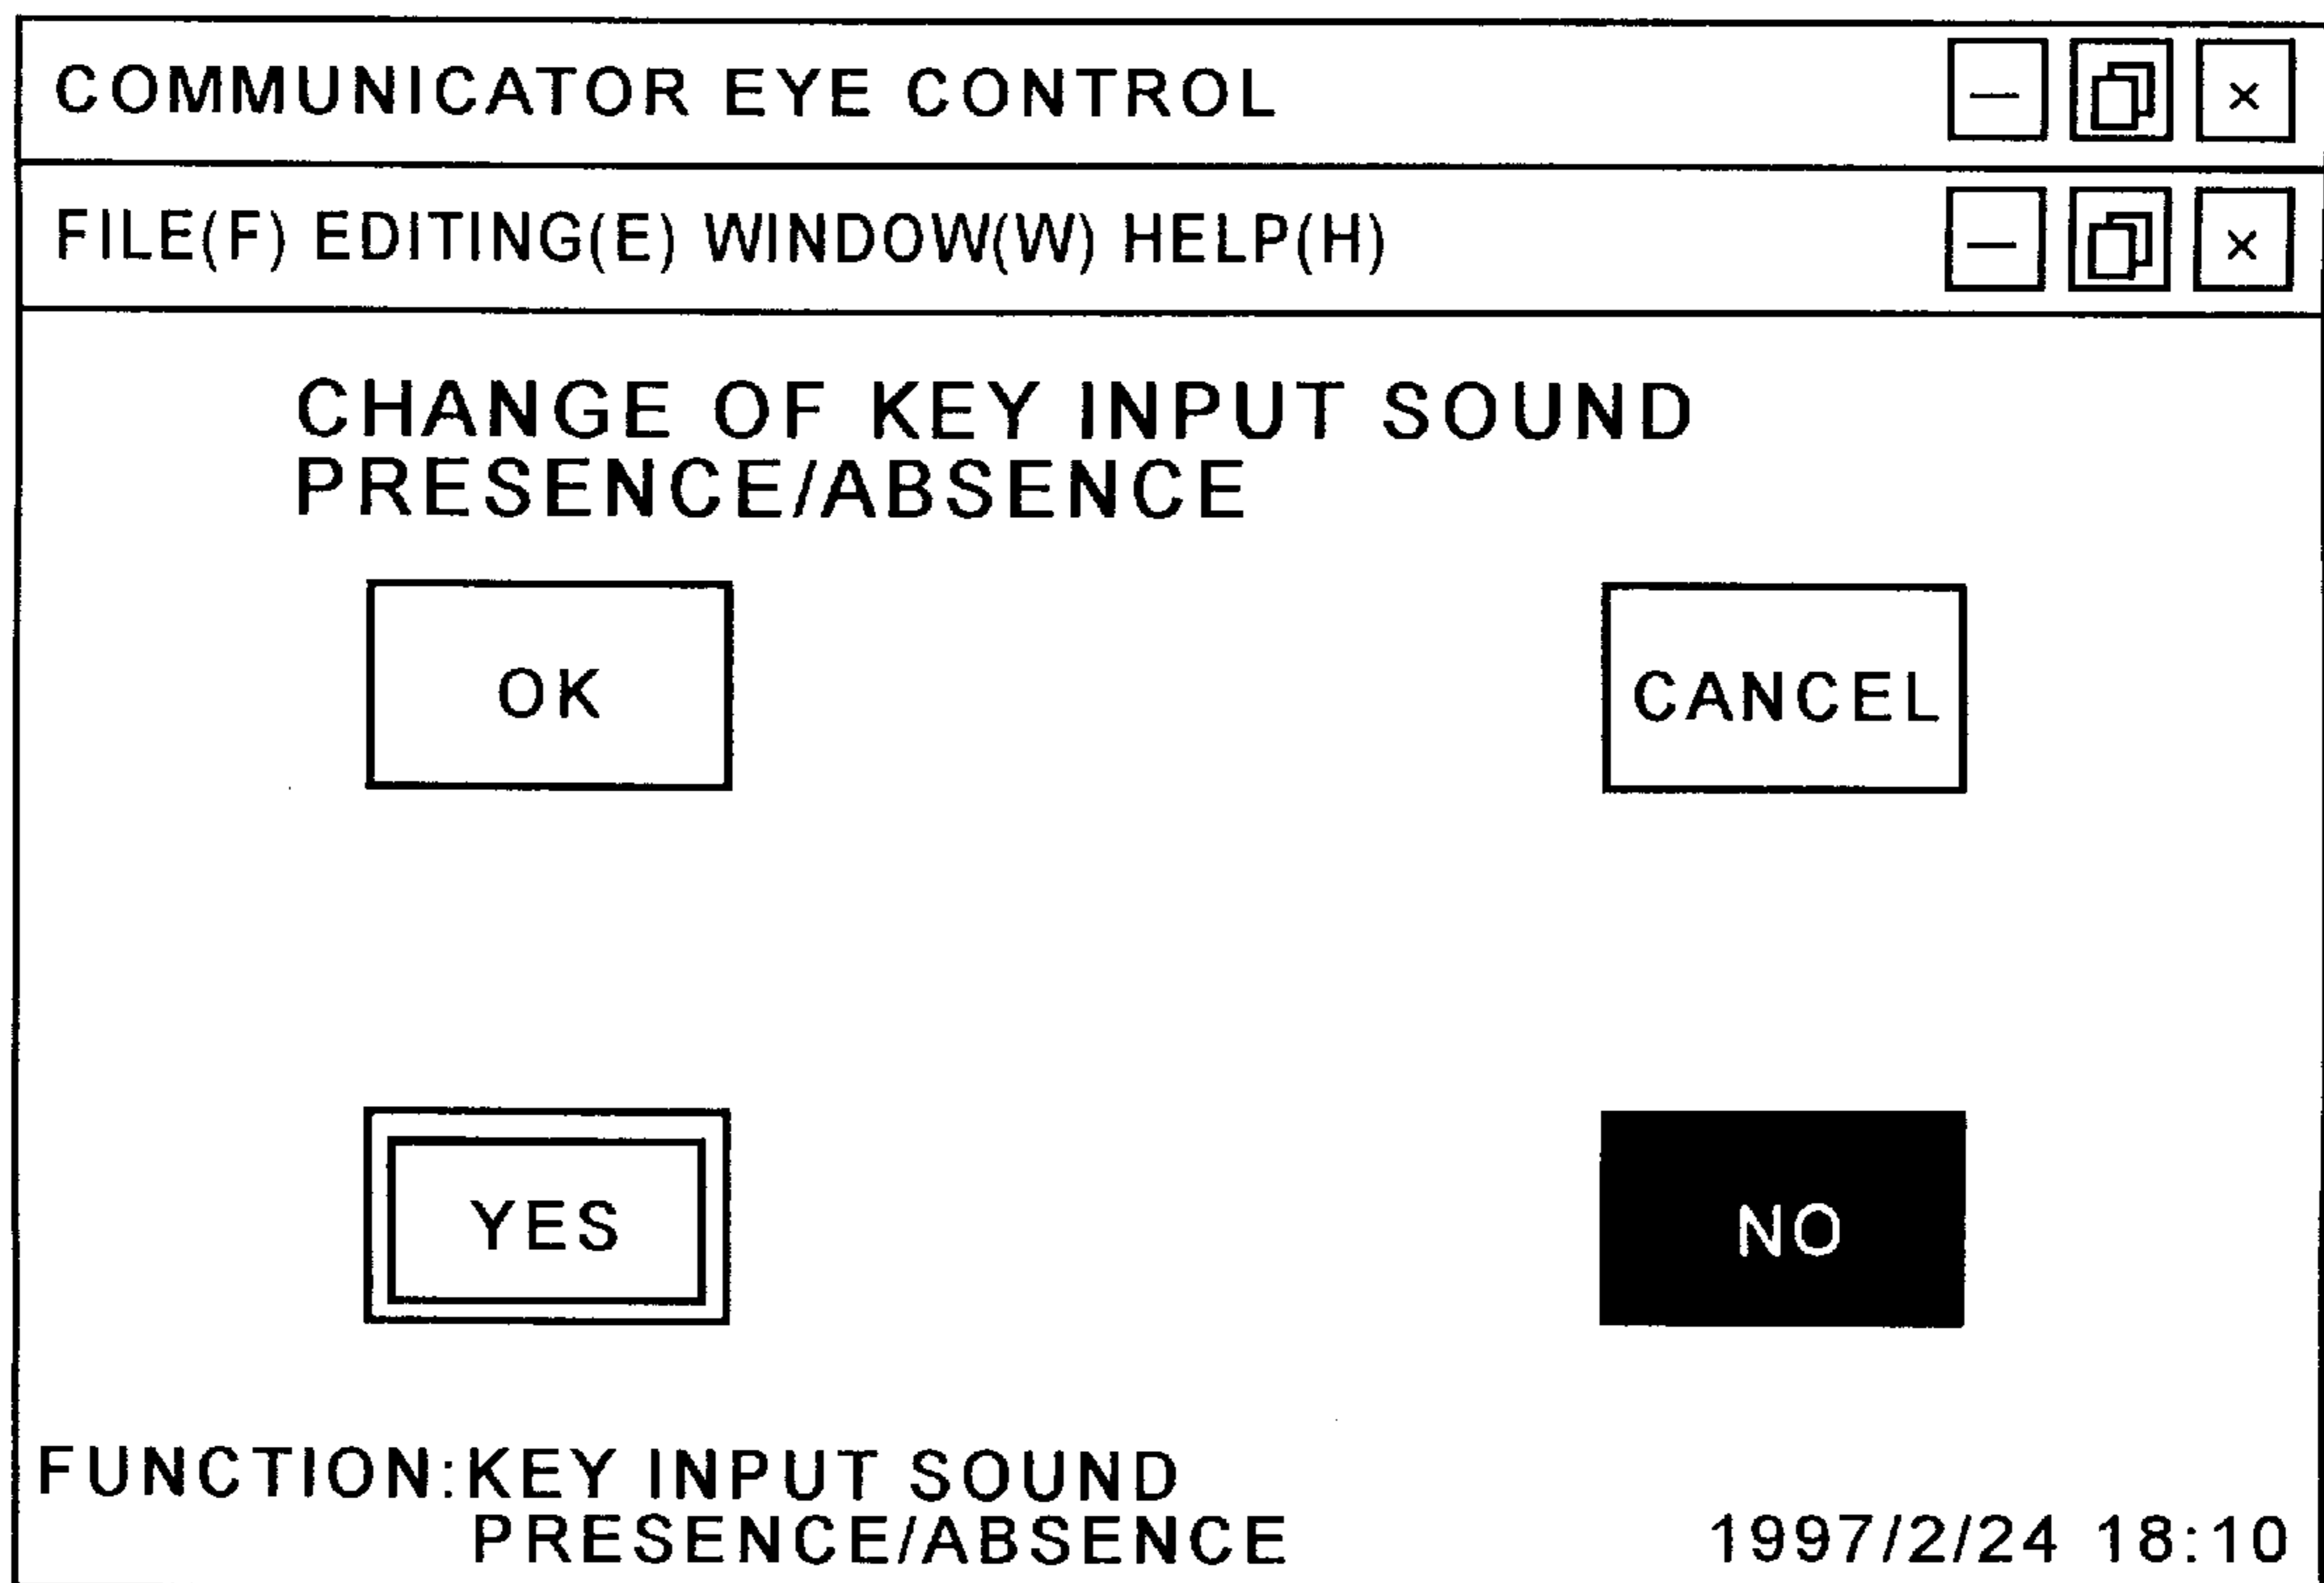 COMMUNICATOR EYE CONTROL
FILE(F) EDITING(E) WINDOW(W) HELP(H)
CHANGE OF KEY INPUT SOUND
PRESENCE/ABSENCE
OK
CANCEL
YES
NO
FUNCTION:KEY INPUT SOUND
PRESENCE/ABSENCE
1997/2/24 18:10